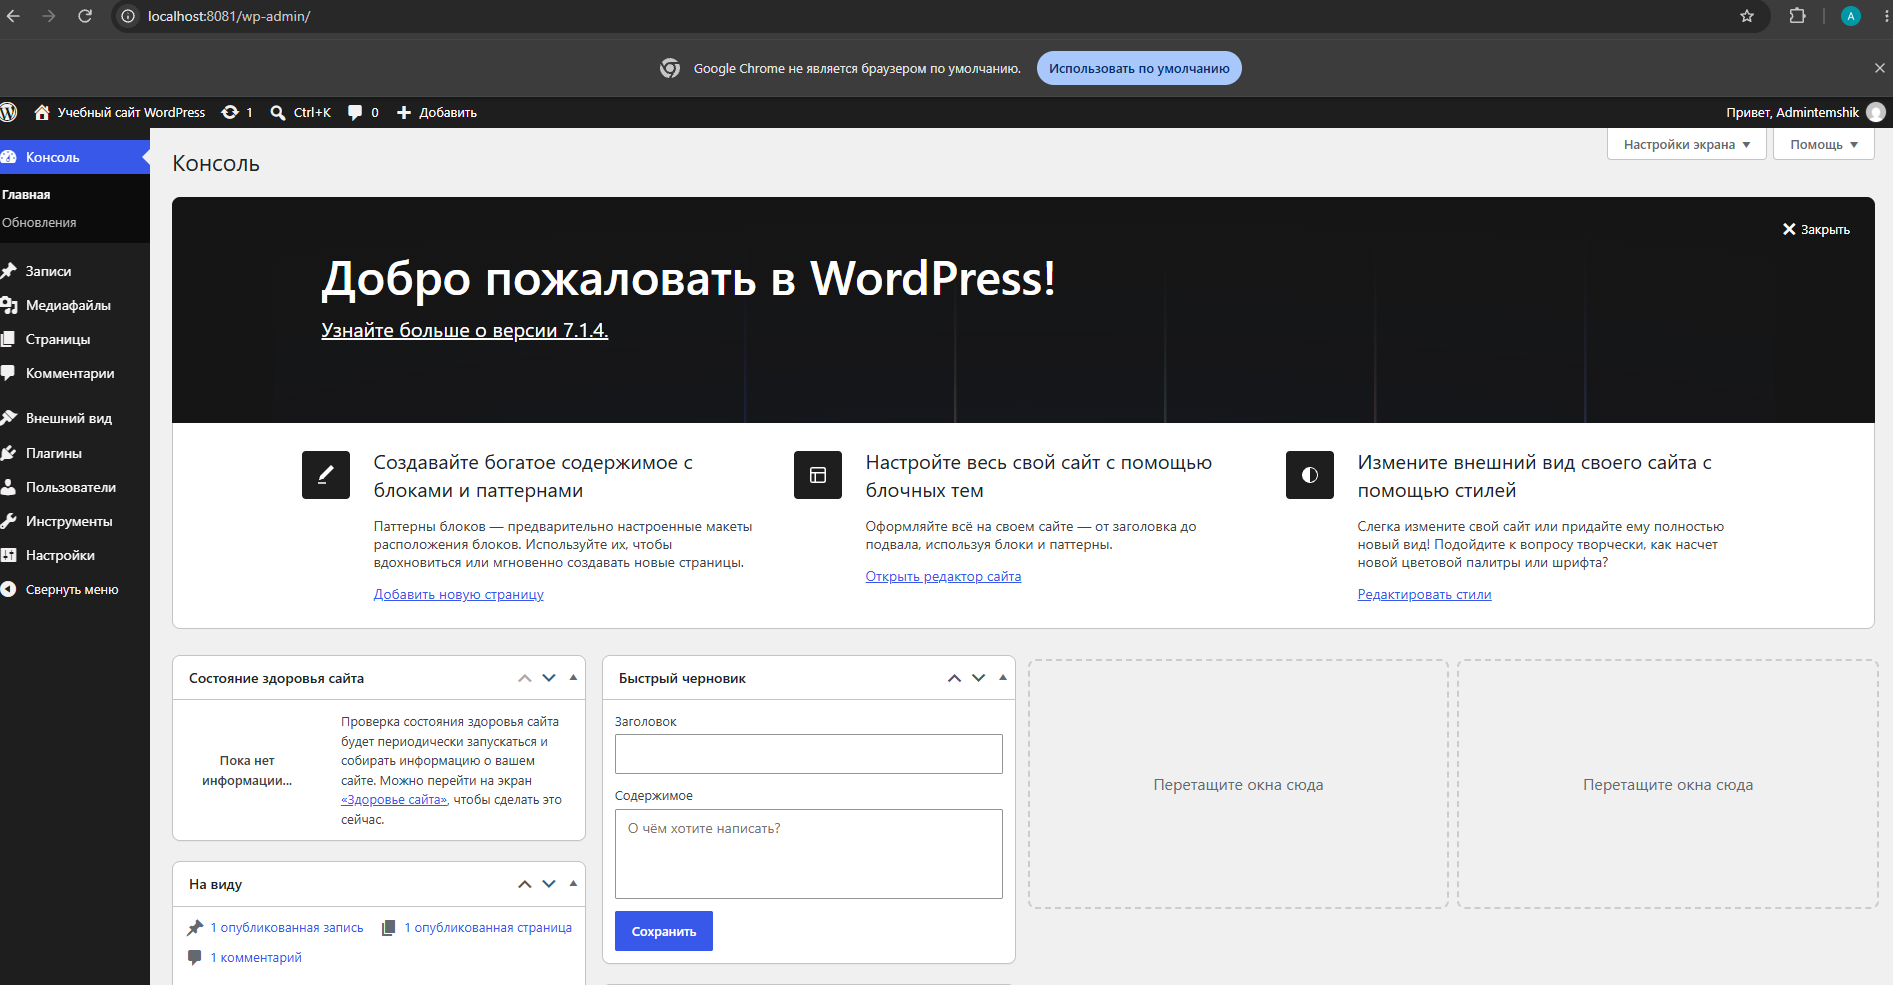 localhost:8081/wp-admin/
A
Google Chrome не является браузером по умолчанию.
Использовать по умолчанию
Учебный сайт WordPress
1
Ctrl+K
0
Добавить
Привет, Admintemshik
Консоль
Главная
Обновления
Записи
Медиафайлы
Страницы
Комментарии
Внешний вид
Плагины
Пользователи
Инструменты
Настройки
Свернуть меню
Настройки экрана
Помощь
Консоль
Закрыть
Добро пожаловать в WordPress!
Узнайте больше о версии 7.1.4.
Создавайте богатое содержимое с
блоками и паттернами
Паттерны блоков — предварительно настроенные макеты
расположения блоков. Используйте их, чтобы
вдохновиться или мгновенно создавать новые страницы.
Добавить новую страницу
Настройте весь свой сайт с помощью
блочных тем
Оформляйте всё на своем сайте — от заголовка до
подвала, используя блоки и паттерны.
Открыть редактор сайта
Измените внешний вид своего сайта с
помощью стилей
Слегка измените свой сайт или придайте ему полностью
новый вид! Подойдите к вопросу творчески, как насчет
новой цветовой палитры или шрифта?
Редактировать стили
Состояние здоровья сайта
Пока нет
информации...
Проверка состояния здоровья сайта
будет периодически запускаться и
собирать информацию о вашем
сайте. Можно перейти на экран
«Здоровье сайта», чтобы сделать это
сейчас.
На виду
1 опубликованная запись
1 опубликованная страница
1 комментарий
Быстрый черновик
Заголовок
Содержимое
О чём хотите написать?
Сохранить
Перетащите окна сюда
Перетащите окна сюда